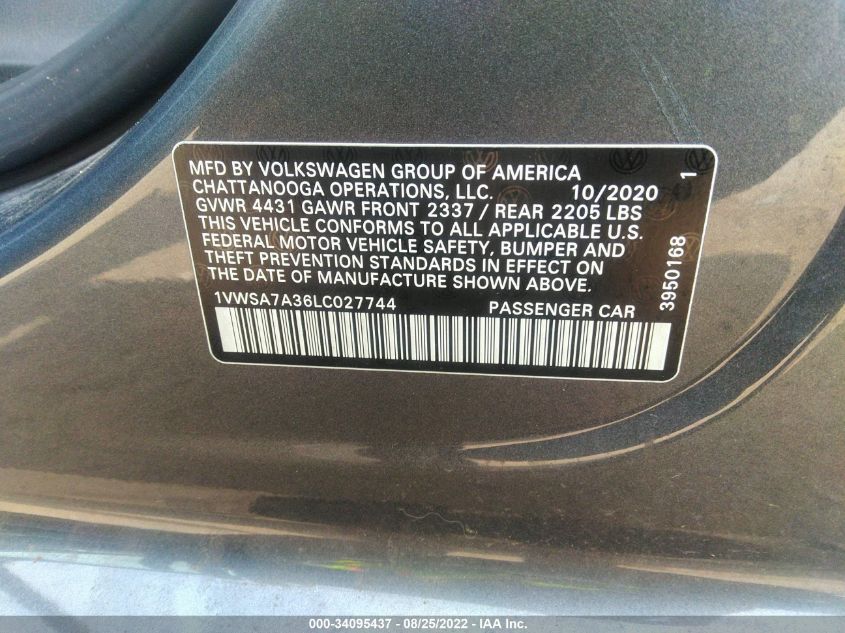 MFD BY VOLKSWAGEN GROUP OF AMERICA
CHATTANOOGA OPERATIONS, LLC. 10/2020
GVWR 4431 GAWR FRONT 2337 / REAR 2205 LBS
THIS VEHICLE CONFORMS TO ALL APPLICABLE U.S.
FEDERAL MOTOR VEHICLE SAFETY, BUMPER AND
THEFT PREVENTION STANDARDS IN EFFECT ON
THE DATE OF MANUFACTURE SHOWN ABOVE.
1VWSA7A36LC027744 PASSENGER CAR
3950168 1
000-34095437 - 08/25/2022 - IAA Inc.